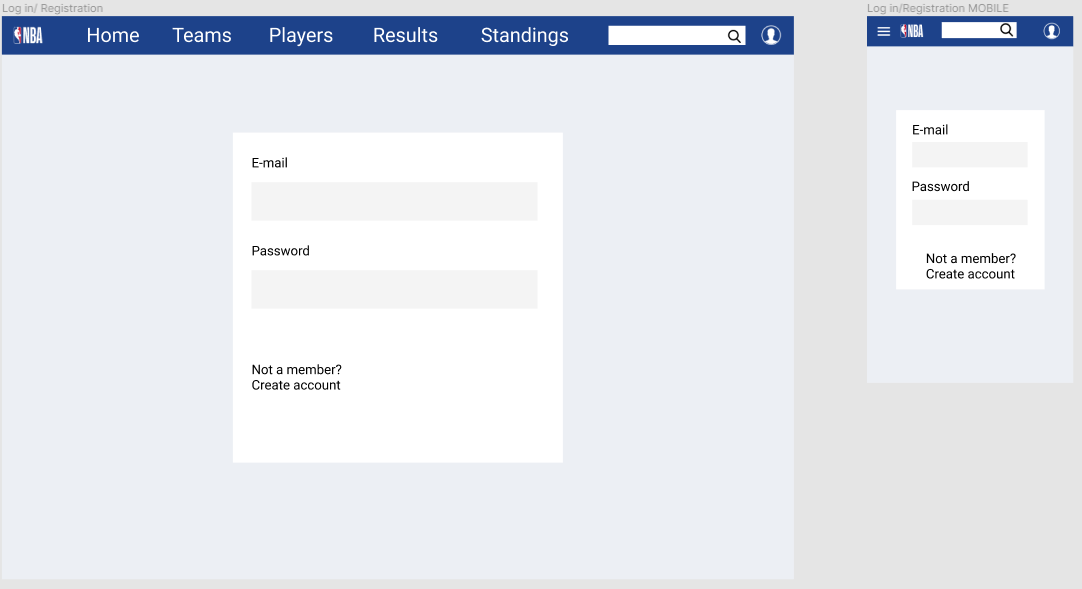 Log in/ Registration
NBA Home Teams Players Results Standings
E-mail
Password
Not a member?
Create account
Log in/Registration MOBILE
NBA
E-mail
Password
Not a member?
Create account